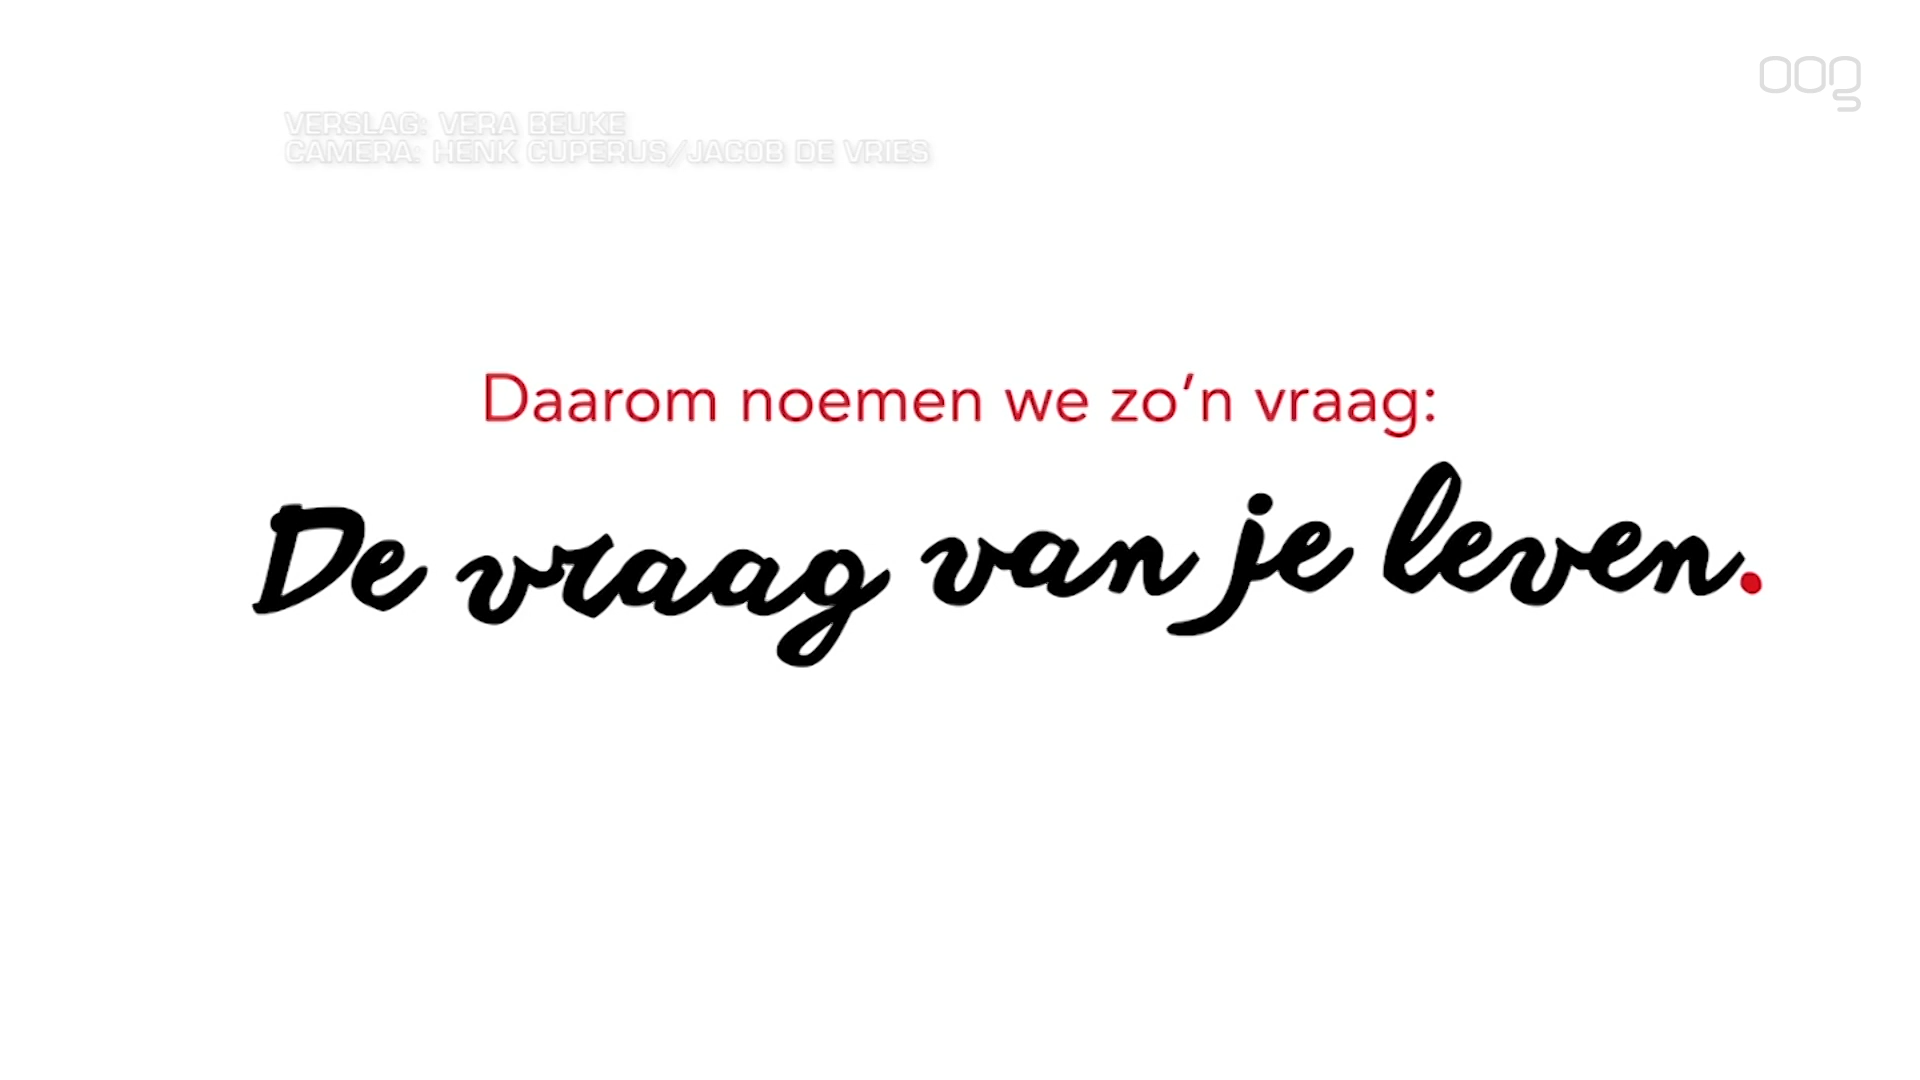 oog
VERSLAG: VERA BEUKE
CAMERA: HENK CUPERUS/JACOB DE VRIES
Daarom noemen we zo’n vraag:
De vraag van je leven.